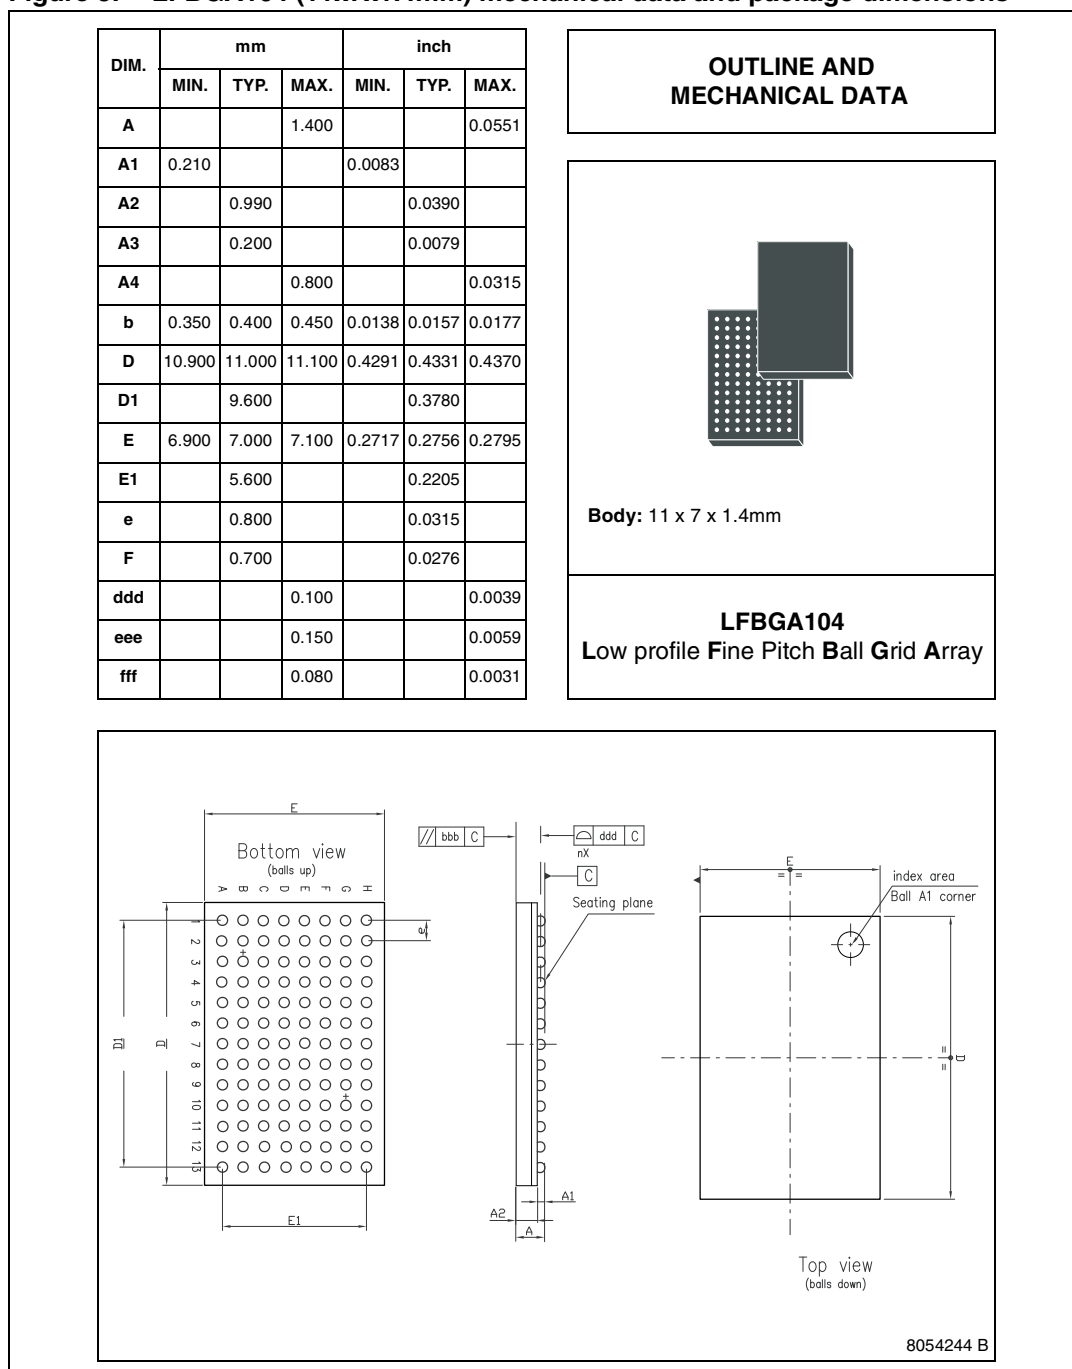 DIM. mm inch
MIN. TYP. MAX. MIN. TYP. MAX.
A 1.400 0.0551
A1 0.210 0.0083
A2 0.990 0.0390
A3 0.200 0.0079
A4 0.800 0.0315
b 0.350 0.400 0.450 0.0138 0.0157 0.0177
D 10.900 11.000 11.100 0.4291 0.4331 0.4370
D1 9.600 0.3780
E 6.900 7.000 7.100 0.2717 0.2756 0.2795
E1 5.600 0.2205
e 0.800 0.0315
F 0.700 0.0276
ddd 0.100 0.0039
eee 0.150 0.0059
fff 0.080 0.0031
OUTLINE AND
MECHANICAL DATA
Body: 11 x 7 x 1.4mm
LFBGA104
Low profile Fine Pitch Ball Grid Array
E
Bottom view
(balls up)
A B C D E F G H
1
2
3
4
5
6
7
8
9
10
11
12
13
D1
D
e
E1
// bbb C
ddd C
nX
C
Seating plane
A1
A2
A
E
= =
index area
Ball A1 corner
= =
D
Top view
(balls down)
8054244 B